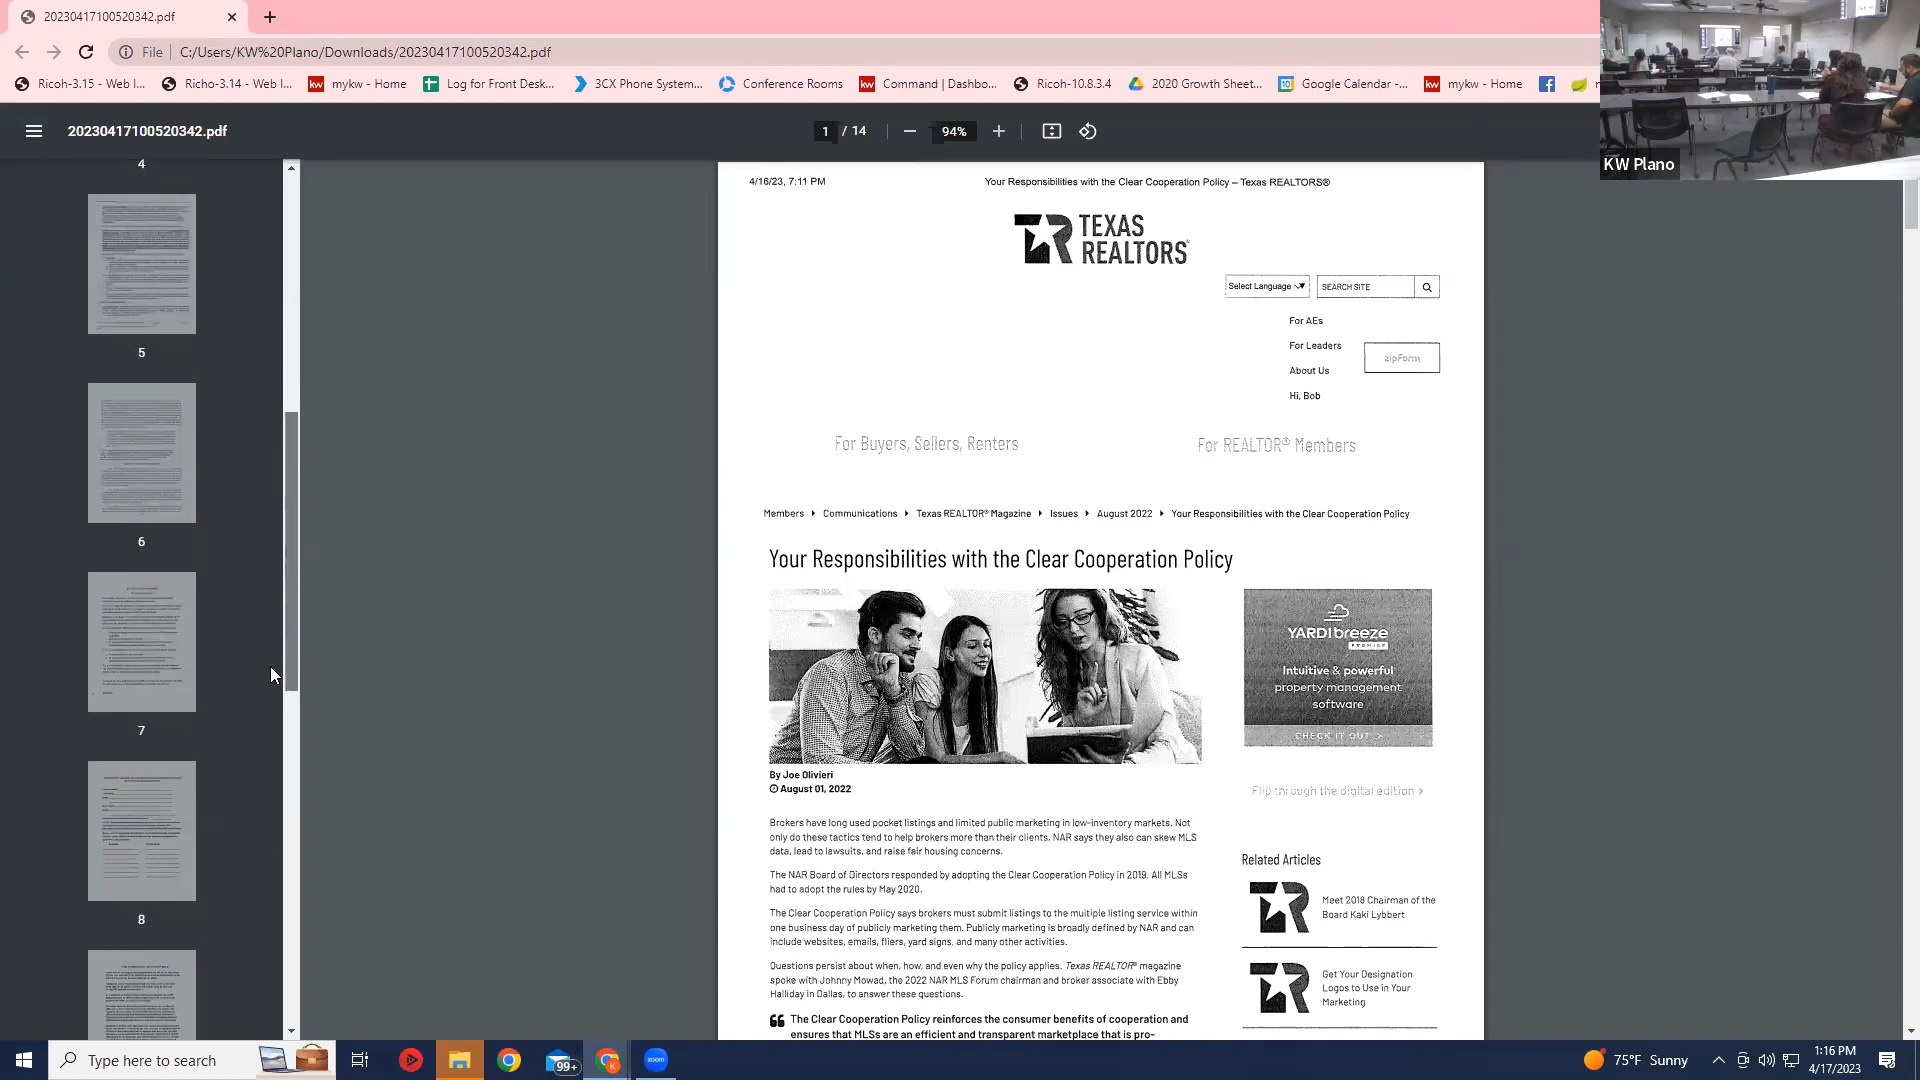 20230417100520342.pdf
File
C:/Users/KW%20Plano/Downloads/20230417100520342.pdf
Ricoh-3.15 - Web I...
Richo-3.14 - Web I...
mykw - Home
Log for Front Desk...
3CX Phone System...
Conference Rooms
Command | Dashbo...
Ricoh-10.8.3.4
2020 Growth Sheet...
Google Calendar -...
mykw - Home
20230417100520342.pdf
1 / 14
94%
KW Plano
4
5
6
7
8
4/16/23, 7:11 PM
Your Responsibilities with the Clear Cooperation Policy – Texas REALTORS®
TEXAS
REALTORS®
Select Language
SEARCH SITE
For AEs
For Leaders
zipForm
About Us
Hi, Bob
For Buyers, Sellers, Renters
For REALTOR® Members
Members
Communications
Texas REALTOR® Magazine
Issues
August 2022
Your Responsibilities with the Clear Cooperation Policy
Your Responsibilities with the Clear Cooperation Policy
By Joe Olivieri
August 01, 2022
Brokers have long used pocket listings and limited public marketing in low-inventory markets. Not
only do these tactics tend to help brokers more than their clients, NAR says they also can skew MLS
data, lead to lawsuits, and raise fair housing concerns.
The NAR Board of Directors responded by adopting the Clear Cooperation Policy in 2019. All MLSs
had to adopt the rules by May 2020.
The Clear Cooperation Policy says brokers must submit listings to the multiple listing service within
one business day of publicly marketing them. Publicly marketing is broadly defined by NAR and can
include websites, emails, fliers, yard signs, and many other activities.
Questions persist about when, how, and even why the policy applies. Texas REALTOR® magazine
spoke with Johnny Mowad, the 2022 NAR MLS Forum chairman and broker associate with Ebby
Halliday in Dallas, to answer these questions.
The Clear Cooperation Policy reinforces the consumer benefits of cooperation and
ensures that MLSs are an efficient and transparent marketplace that is pro-
YARDI breeze
PREMIER
Intuitive & powerful
property management
software
CHECK IT OUT >
Flip through the digital edition »
Related Articles
Meet 2018 Chairman of the
Board Kaki Lybbert
Get Your Designation
Logos to Use in Your
Marketing
Type here to search
99+
75°F Sunny
1:16 PM
4/17/2023